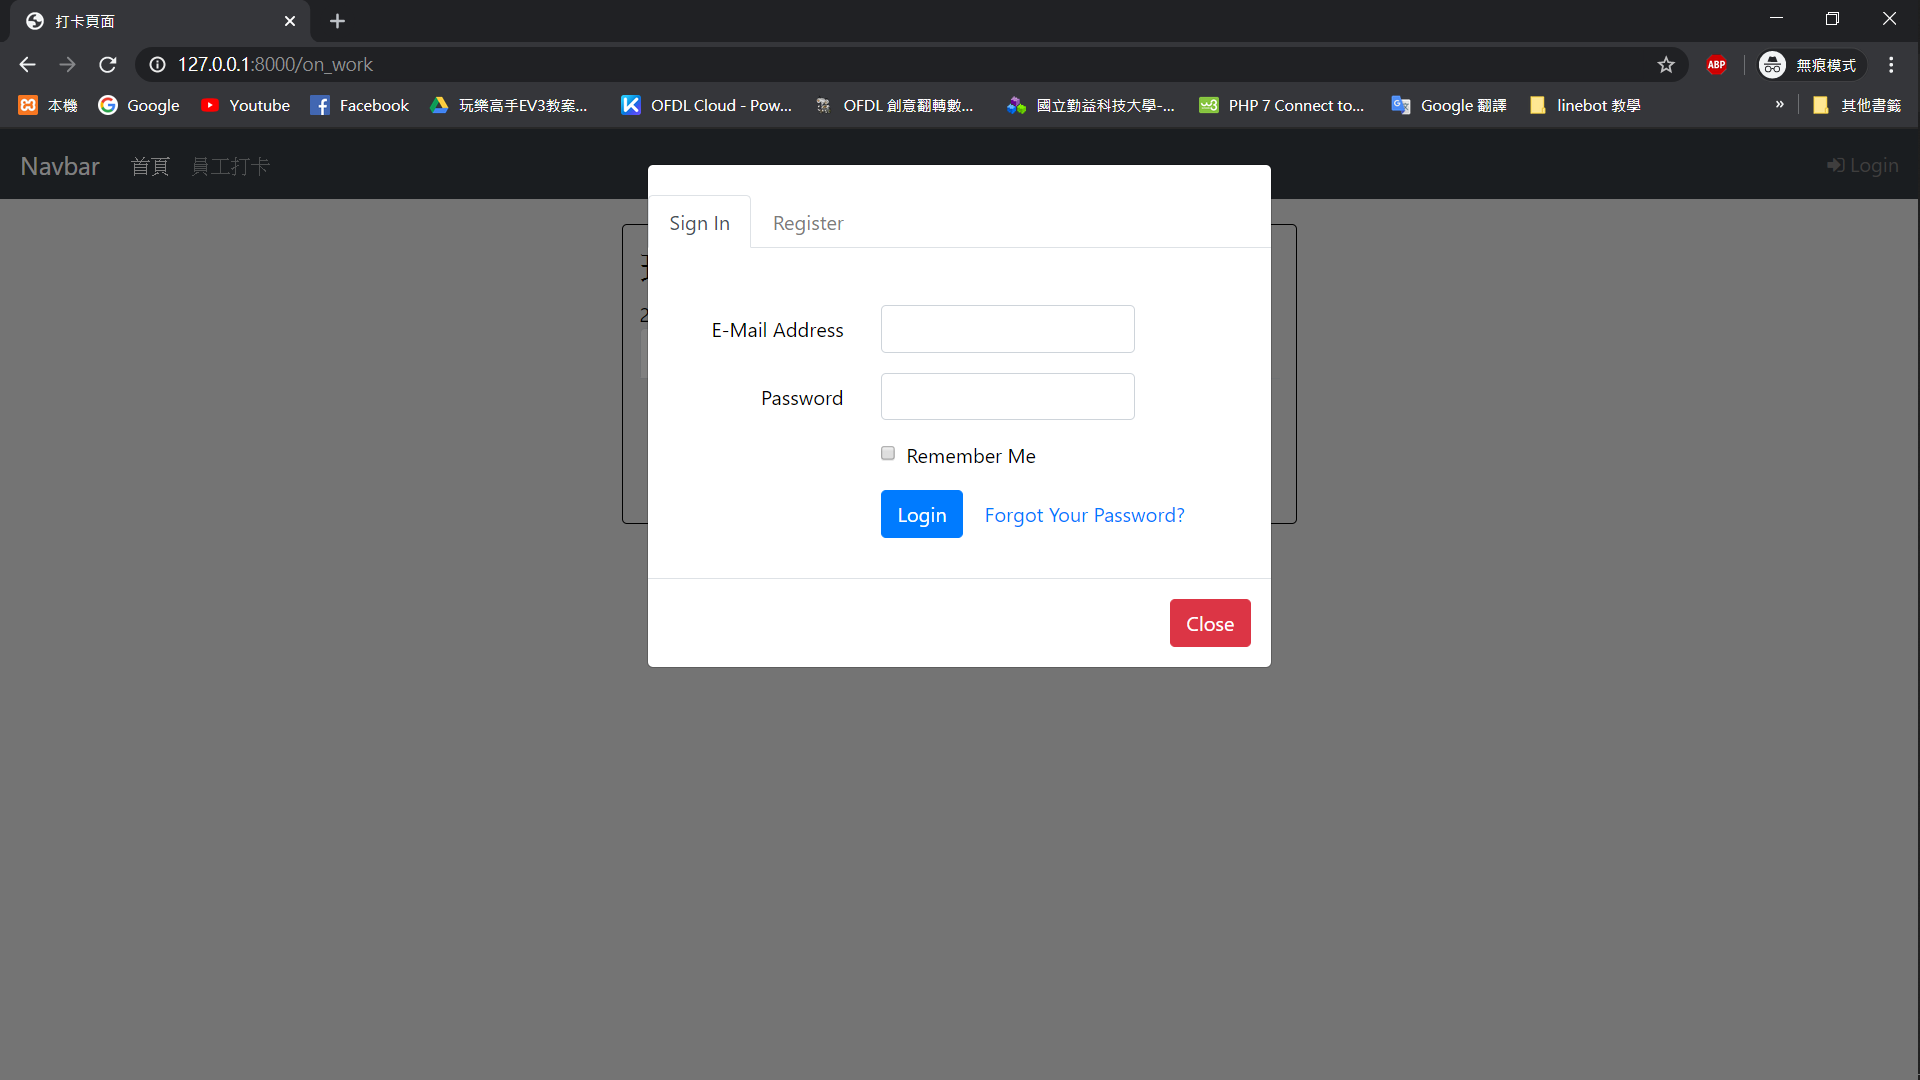 打卡頁面
127.0.0.1:8000/on_work
ABP
無痕模式
本機 Google Youtube Facebook 玩樂高手EV3教案... OFDL Cloud - Pow... OFDL 創意翻轉數... 國立勤益科技大學-... PHP 7 Connect to... Google 翻譯 linebot 教學 » 其他書籤
Navbar 首頁 員工打卡 Login
Sign In Register
E-Mail Address
Password
Remember Me
Login Forgot Your Password?
Close